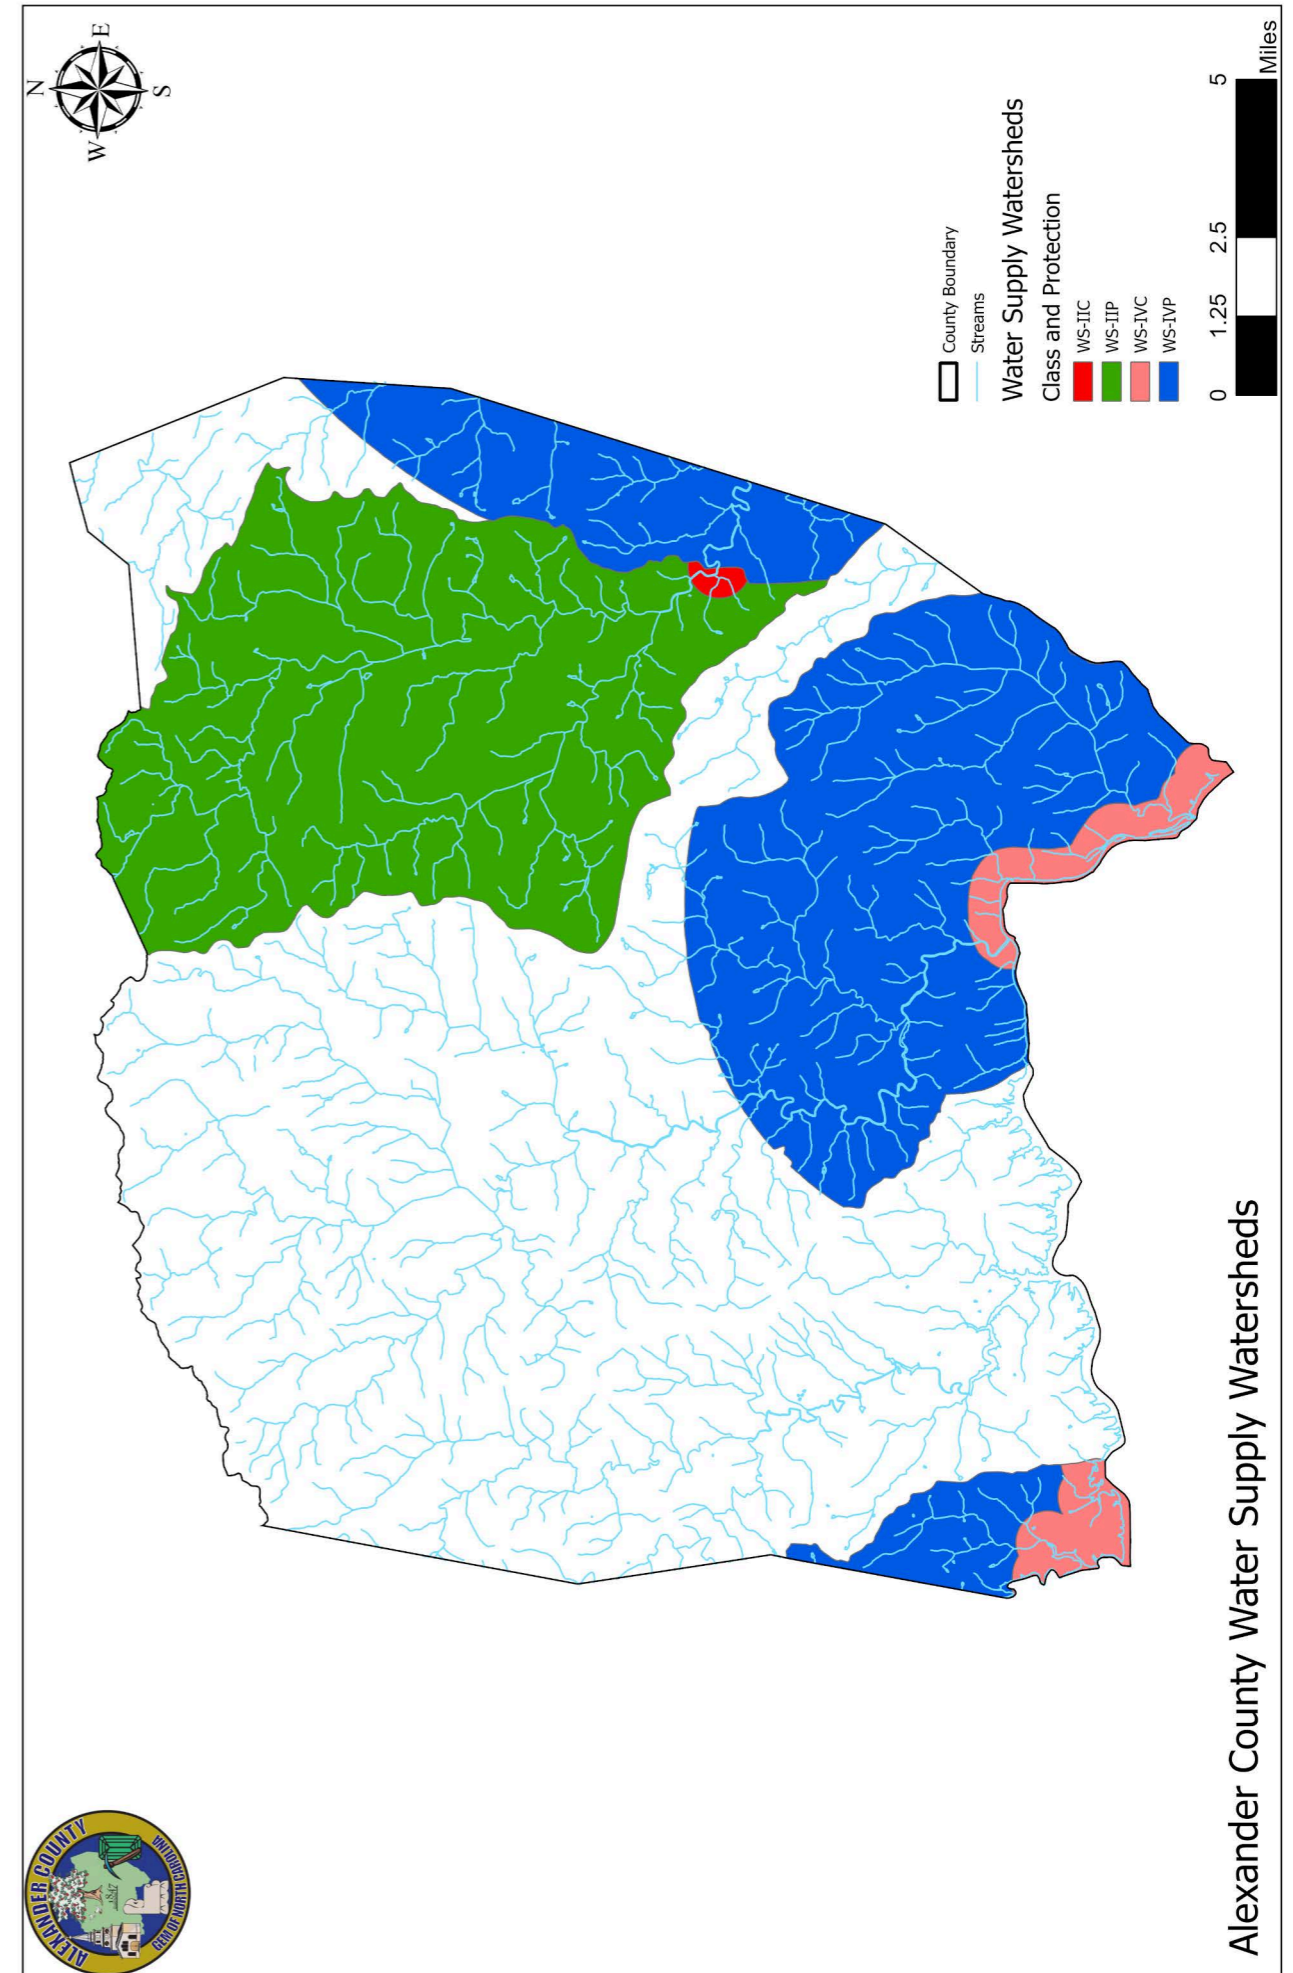 ALEXANDER COUNTY
1847
GEM OF NORTH CAROLINA
N
W
E
S
County Boundary
Streams
Water Supply Watersheds
Class and Protection
WS-IIC
WS-IIP
WS-IVC
WS-IVP
0 1.25 2.5 5
Miles
Alexander County Water Supply Watersheds